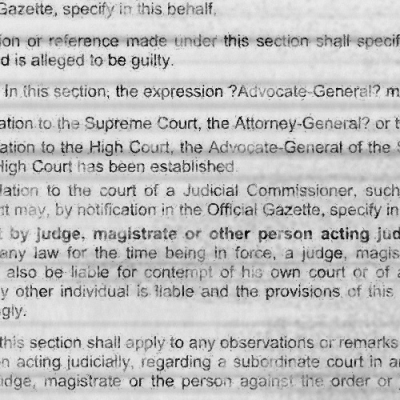 Gazette, specify in this behalf.
ion or reference made under this section shall specif
d is alleged to be guilty.
In this section, the expression ?Advocate-General? m
ation to the Supreme Court, the Attorney-General? or t
ation to the High Court, the Advocate-General of the S
High Court has been established.
lation to the court of a Judicial Commissioner, such
nt may, by notification in the Official Gazette, specify in
t by judge, magistrate or other person acting jud
any law for the time being in force, a judge, magis
also be liable for contempt of his own court or of a
y other individual is liable and the provisions of this
gly.
this section shall apply to any observations or remarks
n acting judicially, regarding a subordinate court in an
udge, magistrate or the person against the order or